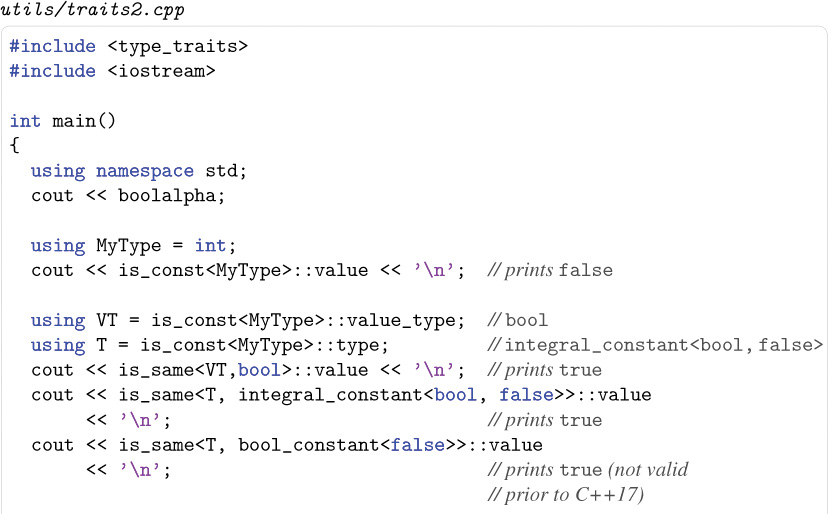 utils/traits2.cpp
#include <type_traits>
#include <iostream>
int main()
{
using namespace std;
cout << boolalpha;
using MyType = int;
cout << is_const<MyType>::value << ’\n’; // prints false
using VT = is_const<MyType>::value_type; // bool
using T = is_const<MyType>::type; // integral_constant<bool, false>
cout << is_same<VT,bool>::value << ’\n’; // prints true
cout << is_same<T, integral_constant<bool, false>>::value
<< ’\n’; // prints true
cout << is_same<T, bool_constant<false>>::value
<< ’\n’; // prints true (not valid
// prior to C++17)